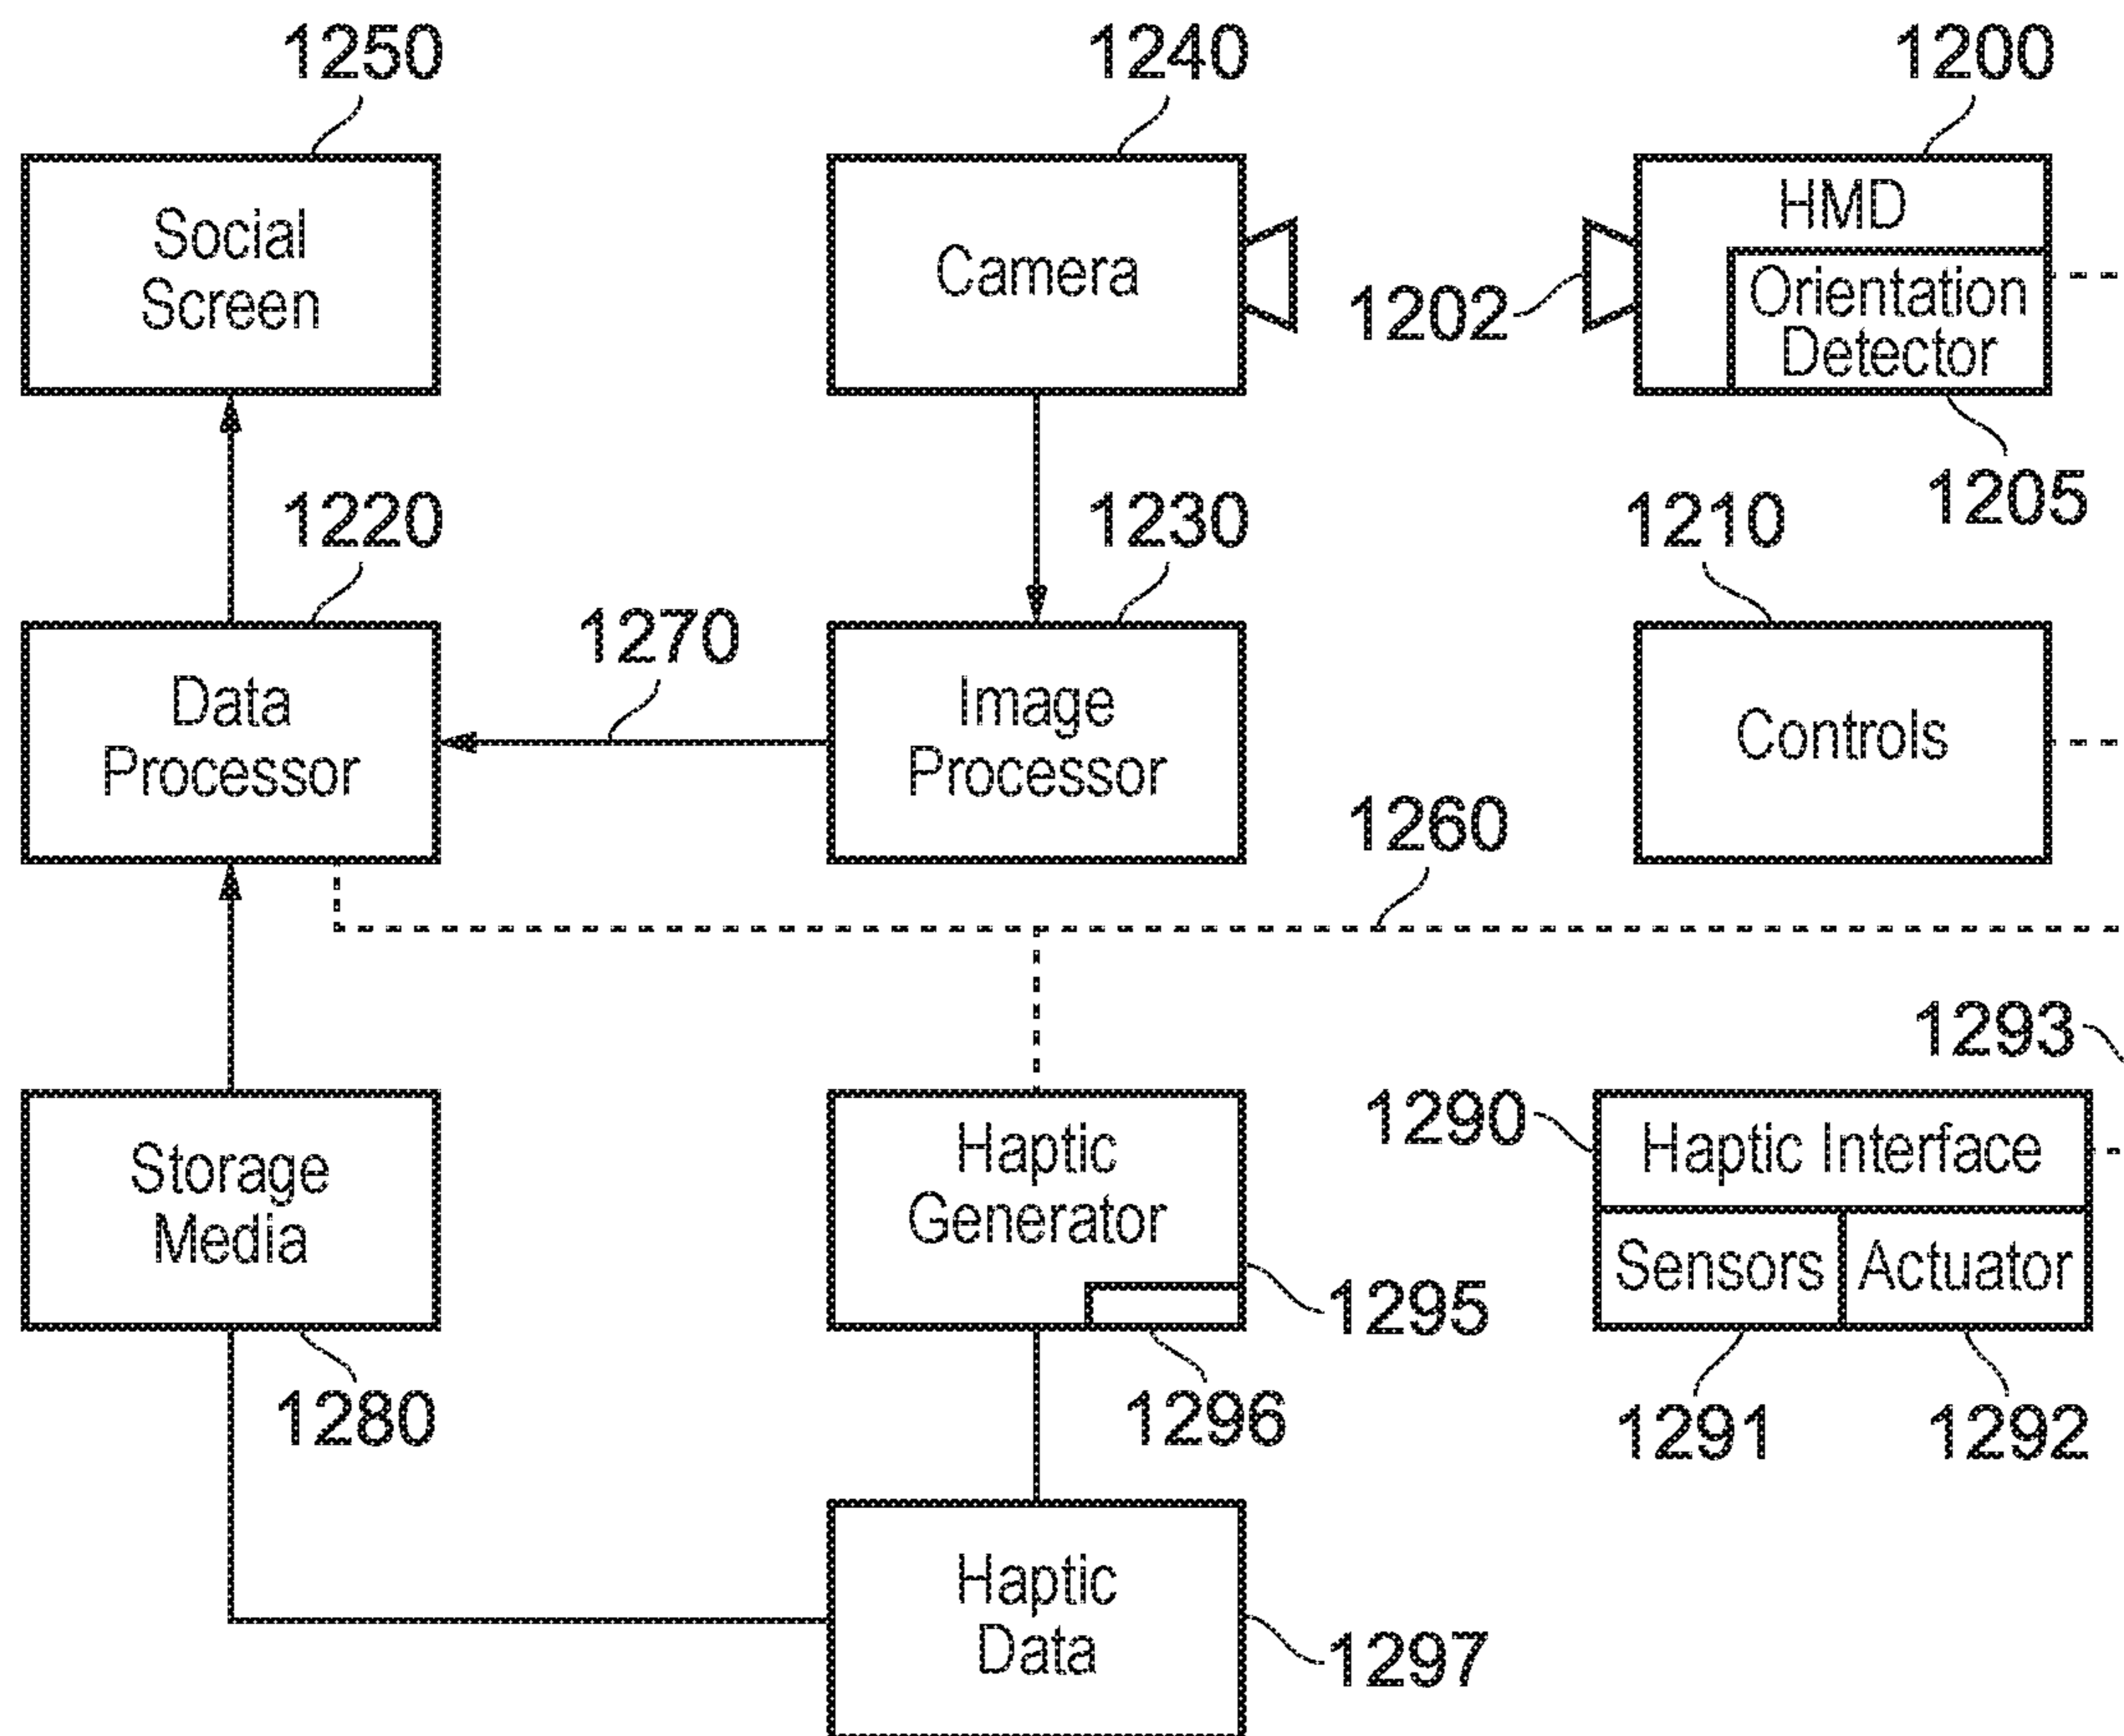 1250
1240
1200
Social
Screen
Camera
1202
HMD
Orientation
Detector
1205
1220
1230
1210
1270
Data
Processor
Image
Processor
Controls
1260
1293
1290
Storage
Media
Haptic
Generator
Haptic Interface
Sensors
Actuator
1295
1280
1296
1291
1292
Haptic
Data
1297